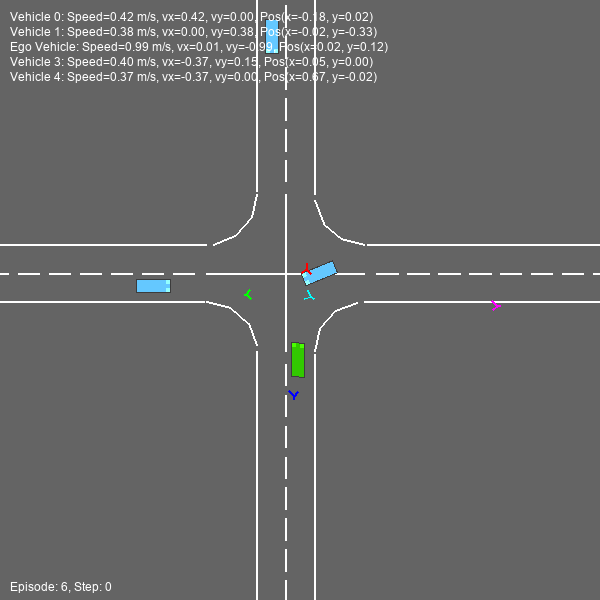 Vehicle 0: Speed=0.42 m/s, vx=0.42, vy=0.00, Pos(x=-0.18, y=0.02)
Vehicle 1: Speed=0.38 m/s, vx=0.00, vy=0.38, Pos(x=-0.02, y=-0.33)
Ego Vehicle: Speed=0.99 m/s, vx=0.01, vy=-0.99, Pos(x=0.02, y=0.12)
Vehicle 3: Speed=0.40 m/s, vx=-0.37, vy=0.15, Pos(x=0.05, y=0.00)
Vehicle 4: Speed=0.37 m/s, vx=-0.37, vy=0.00, Pos(x=0.67, y=-0.02)
Episode: 6, Step: 0